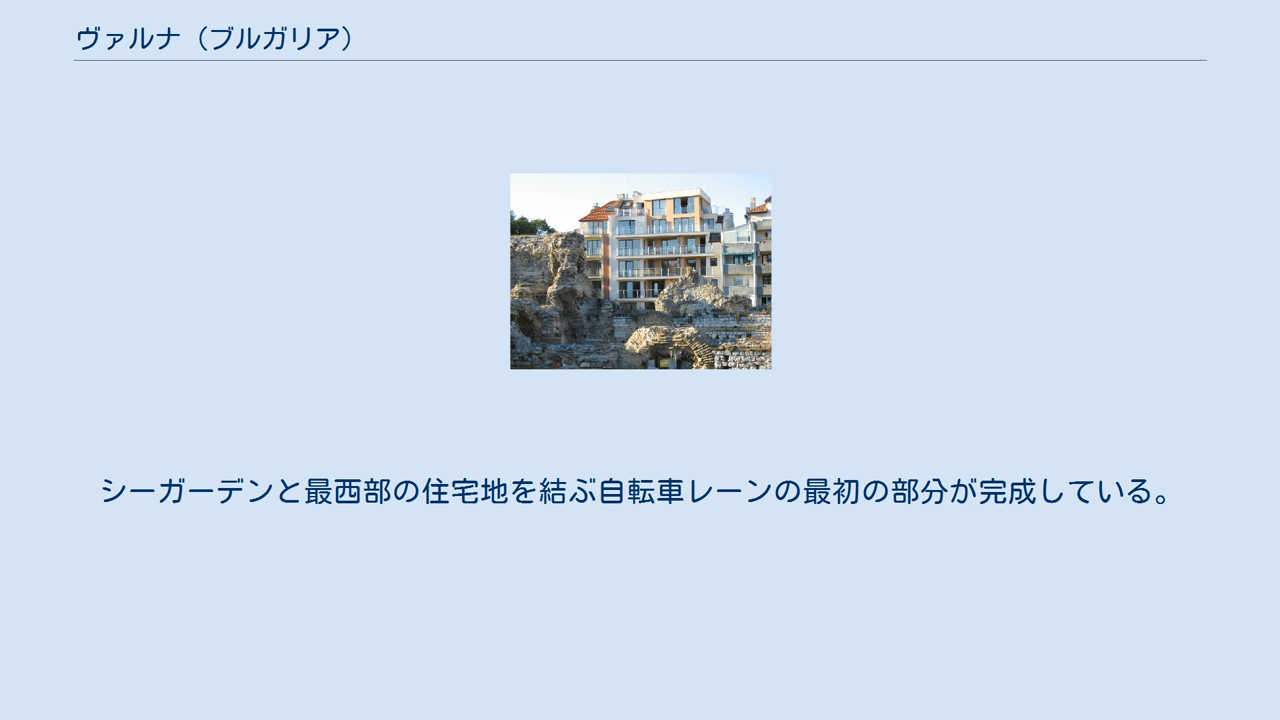 ヴァルナ（ブルガリア）
シーガーデンと最西部の住宅地を結ぶ自転車レーンの最初の部分が完成している。